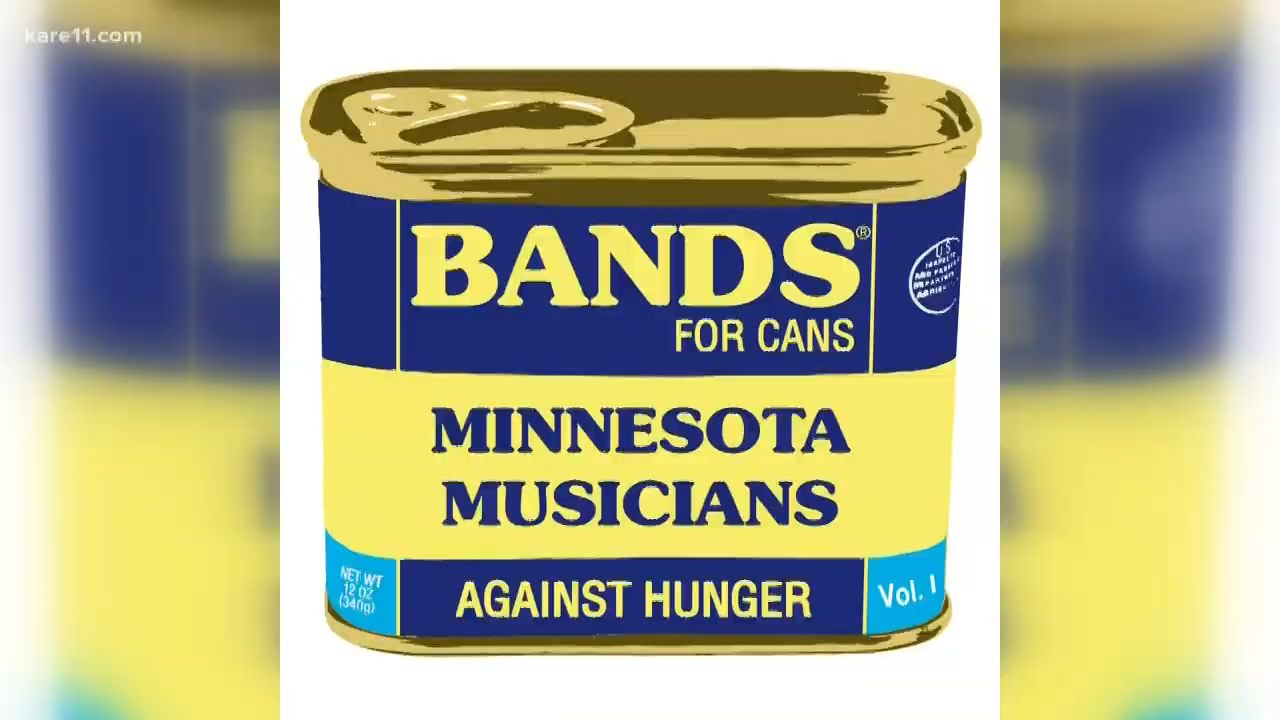 kare11.com
BANDS®
FOR CANS
U.S.
MINNESOTA
MUSICIANS
NET WT
12 OZ
(340g)
AGAINST HUNGER
Vol. I